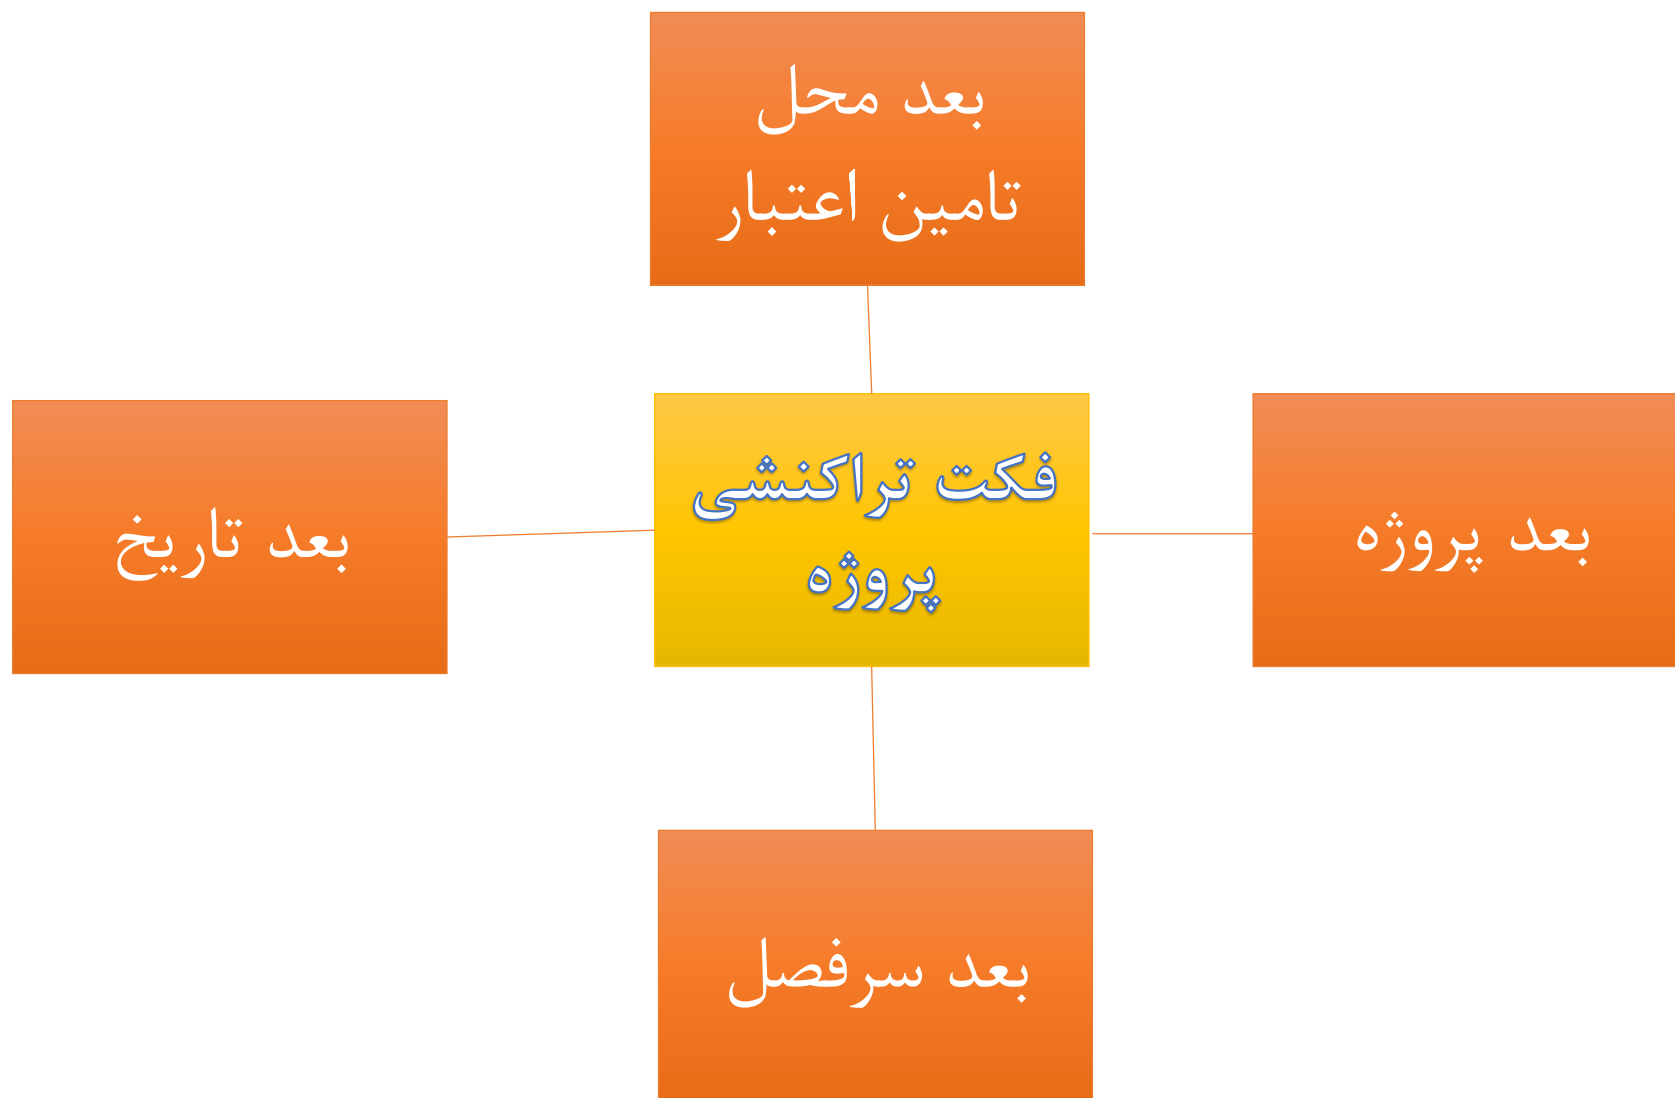 بعد محل
تامین اعتبار
بعد پروژه
فکت تراکنشی
پروژه
بعد تاریخ
بعد سرفصل